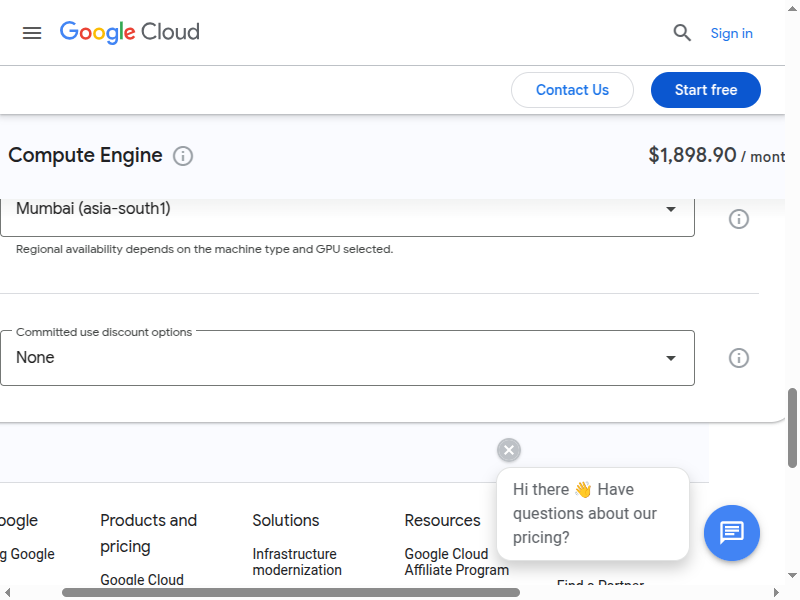 Google Cloud
Sign in
Contact Us
Start free
Compute Engine
$1,898.90 / mont
Mumbai (asia-south1)
Regional availability depends on the machine type and GPU selected.
Committed use discount options
None
Hi there 👋 Have
questions about our
pricing?
oogle
g Google
Products and
pricing
Google Cloud
Solutions
Infrastructure
modernization
Resources
Google Cloud
Affiliate Program
Find a Partner